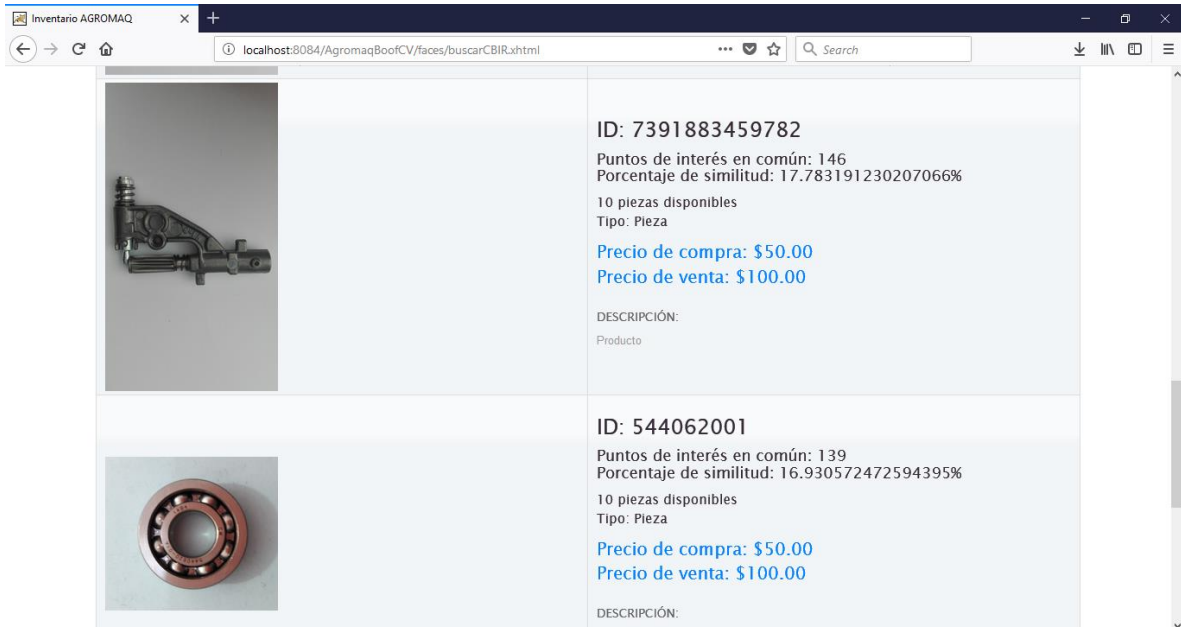 Inventario AGROMAQ
localhost:8084/AgromaqBoofCV/faces/buscarCBIR.xhtml
Search
ID: 7391883459782
Puntos de interés en común: 146
Porcentaje de similitud: 17.783191230207066%
10 piezas disponibles
Tipo: Pieza
Precio de compra: $50.00
Precio de venta: $100.00
DESCRIPCIÓN:
Producto
ID: 544062001
Puntos de interés en común: 139
Porcentaje de similitud: 16.930572472594395%
10 piezas disponibles
Tipo: Pieza
Precio de compra: $50.00
Precio de venta: $100.00
DESCRIPCIÓN: